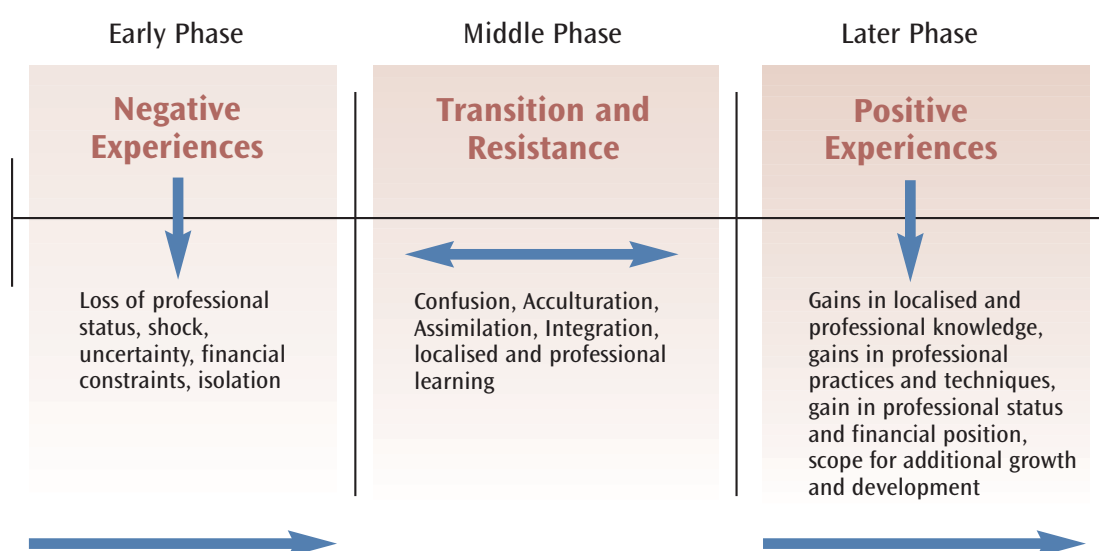 Early Phase
Middle Phase
Later Phase
Negative
Experiences
Loss of professional
status, shock,
uncertainty, financial
constraints, isolation
Transition and
Resistance
Confusion, Acculturation,
Assimilation, Integration,
localised and professional
learning
Positive
Experiences
Gains in localised and
professional knowledge,
gains in professional
practices and techniques,
gain in professional status
and financial position,
scope for additional growth
and development